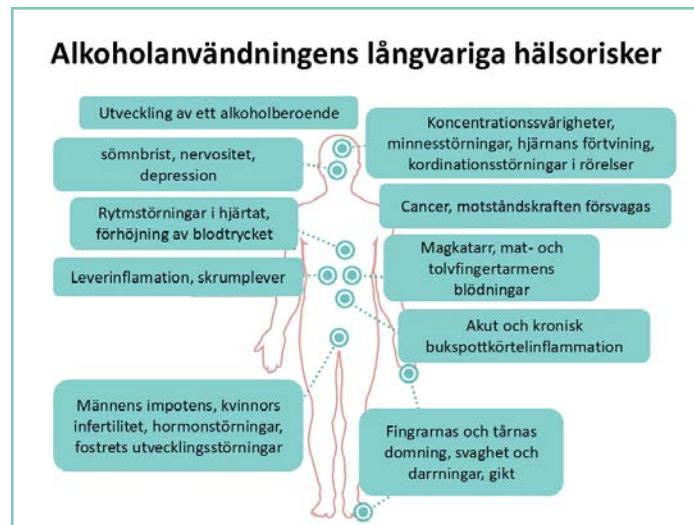 Alkoholanvändningens långvariga hälsorisker
Utveckling av ett alkoholberoende
sömnbrist, nervositet,
depression
Rytmstörningar i hjärtat,
förhöjning av blodtrycket
Leverinflamation, skrumplever
Männens impotens, kvinnors
infertilitet, hormonstörningar,
fostrets utvecklingsstörningar
Koncentrationssvårigheter,
minnesstörningar, hjärnans förtvining,
kordinationsstörningar i rörelser
Cancer, motståndskraften försvagas
Magkatarr, mat- och
tolvfingertarmens
blödningar
Akut och kronisk
bukspottkörtelinflammation
Fingrarnas och tårnas
domning, svaghet och
darrningar, gikt